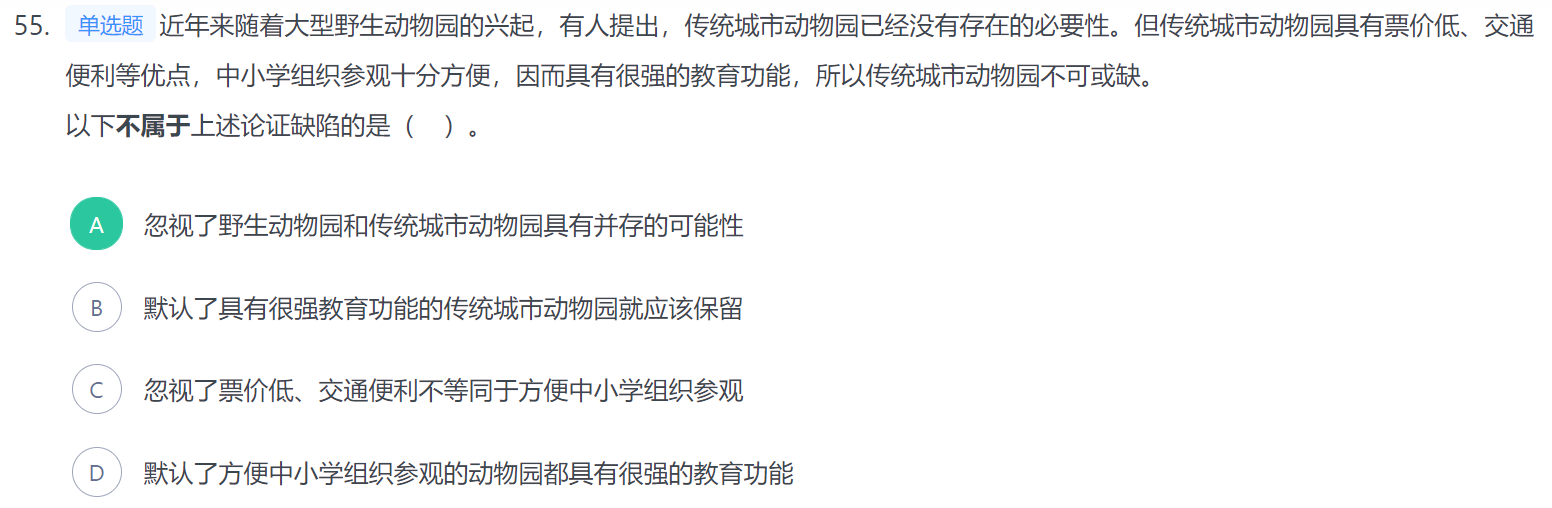 55. 单选题 近年来随着大型野生动物园的兴起，有人提出，传统城市动物园已经没有存在的必要性。但传统城市动物园具有票价低、交通
便利等优点，中小学组织参观十分方便，因而具有很强的教育功能，所以传统城市动物园不可或缺。
以下不属于上述论证缺陷的是（　）。
A 忽视了野生动物园和传统城市动物园具有并存的可能性
B 默认了具有很强教育功能的传统城市动物园就应该保留
C 忽视了票价低、交通便利不等同于方便中小学组织参观
D 默认了方便中小学组织参观的动物园都具有很强的教育功能